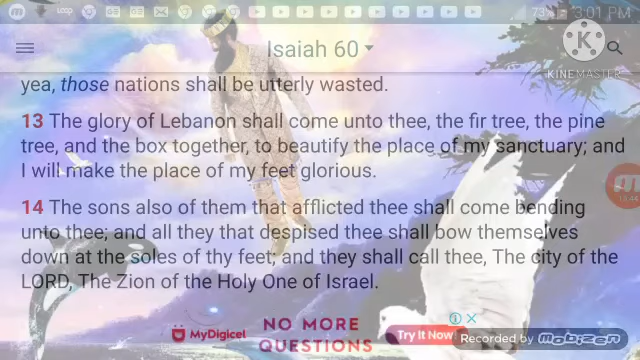 loop
GE
GE
73%
3:01 PM
Isaiah 60
KINEMASTER
yea, those nations shall be utterly wasted.
13 The glory of Lebanon shall come unto thee, the fir tree, the pine
tree, and the box together, to beautify the place of my sanctuary; and
I will make the place of my feet glorious.
14 The sons also of them that afflicted thee shall come bending
unto thee; and all they that despised thee shall bow themselves
down at the soles of thy feet; and they shall call thee, The city of the
LORD, The Zion of the Holy One of Israel.
MyDigicel
NO MORE
QUESTIONS
Try It Now!
Recorded by Mobizen